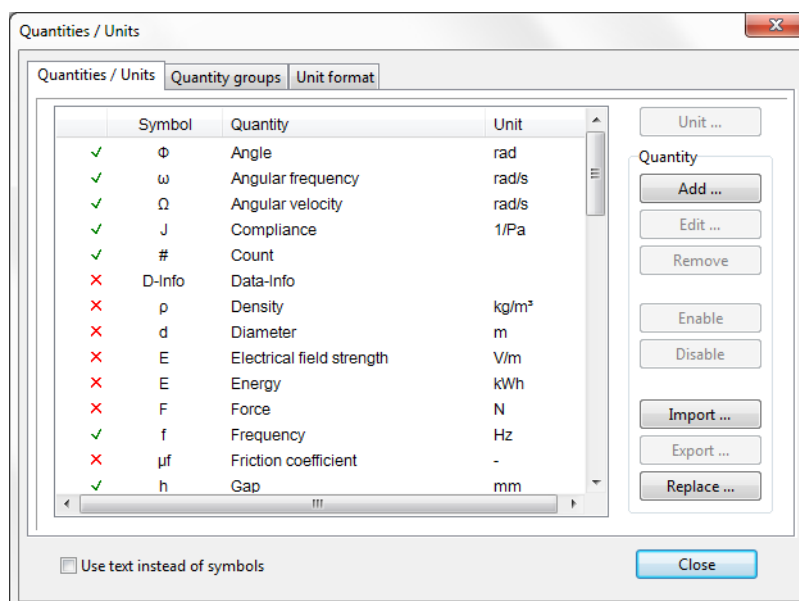 Quantities / Units
Quantities / Units Quantity groups Unit format
Symbol Quantity Unit
Φ Angle rad
ω Angular frequency rad/s
Ω Angular velocity rad/s
J Compliance 1/Pa
# Count
D-Info Data-Info
ρ Density kg/m³
d Diameter m
E Electrical field strength V/m
E Energy kWh
F Force N
f Frequency Hz
µf Friction coefficient -
h Gap mm
Unit ...
Quantity
Add ...
Edit ...
Remove
Enable
Disable
Import ...
Export ...
Replace ...
Use text instead of symbols
Close